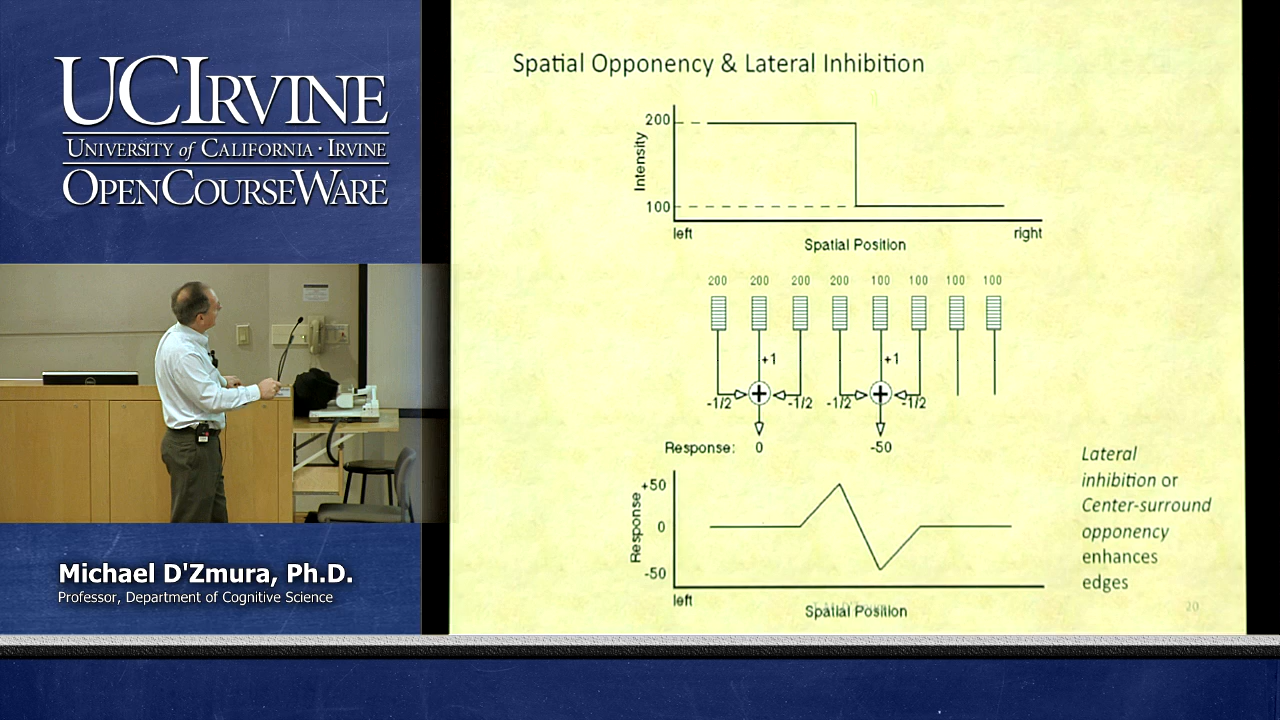 UCIRVINE
UNIVERSITY of CALIFORNIA · IRVINE
OPENCOURSEWARE
Michael D'Zmura, Ph.D.
Professor, Department of Cognitive Science
Spatial Opponency & Lateral Inhibition
Intensity
200
100
left
right
Spatial Position
200 200 200 200 100 100 100 100
+1 +1
-1/2 -1/2 -1/2 -1/2
Response: 0 -50
Response
+50
0
-50
left
Spatial Position
Lateral
inhibition or
Center-surround
opponency
enhances
edges
20